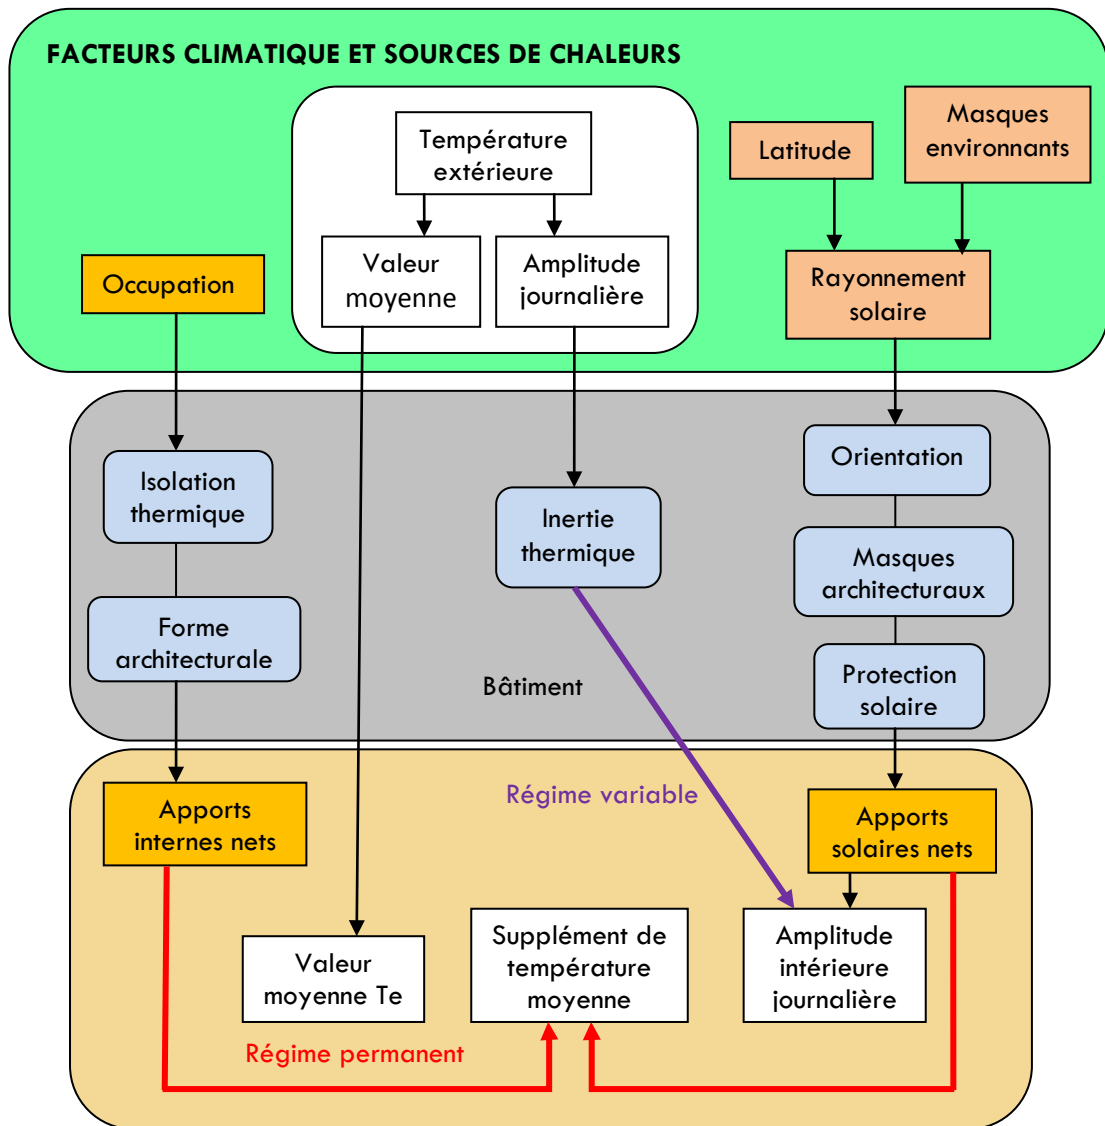 FACTEURS CLIMATIQUE ET SOURCES DE CHALEURS
Température
extérieure
Latitude
Masques
environnants
Occupation
Valeur
moyenne
Amplitude
journalière
Rayonnement
solaire
Isolation
thermique
Inertie
thermique
Orientation
Masques
architecturaux
Forme
architecturale
Bâtiment
Protection
solaire
Apports
internes nets
Régime variable
Apports
solaires nets
Valeur
moyenne Te
Supplément de
température
moyenne
Amplitude
intérieure
journalière
Régime permanent